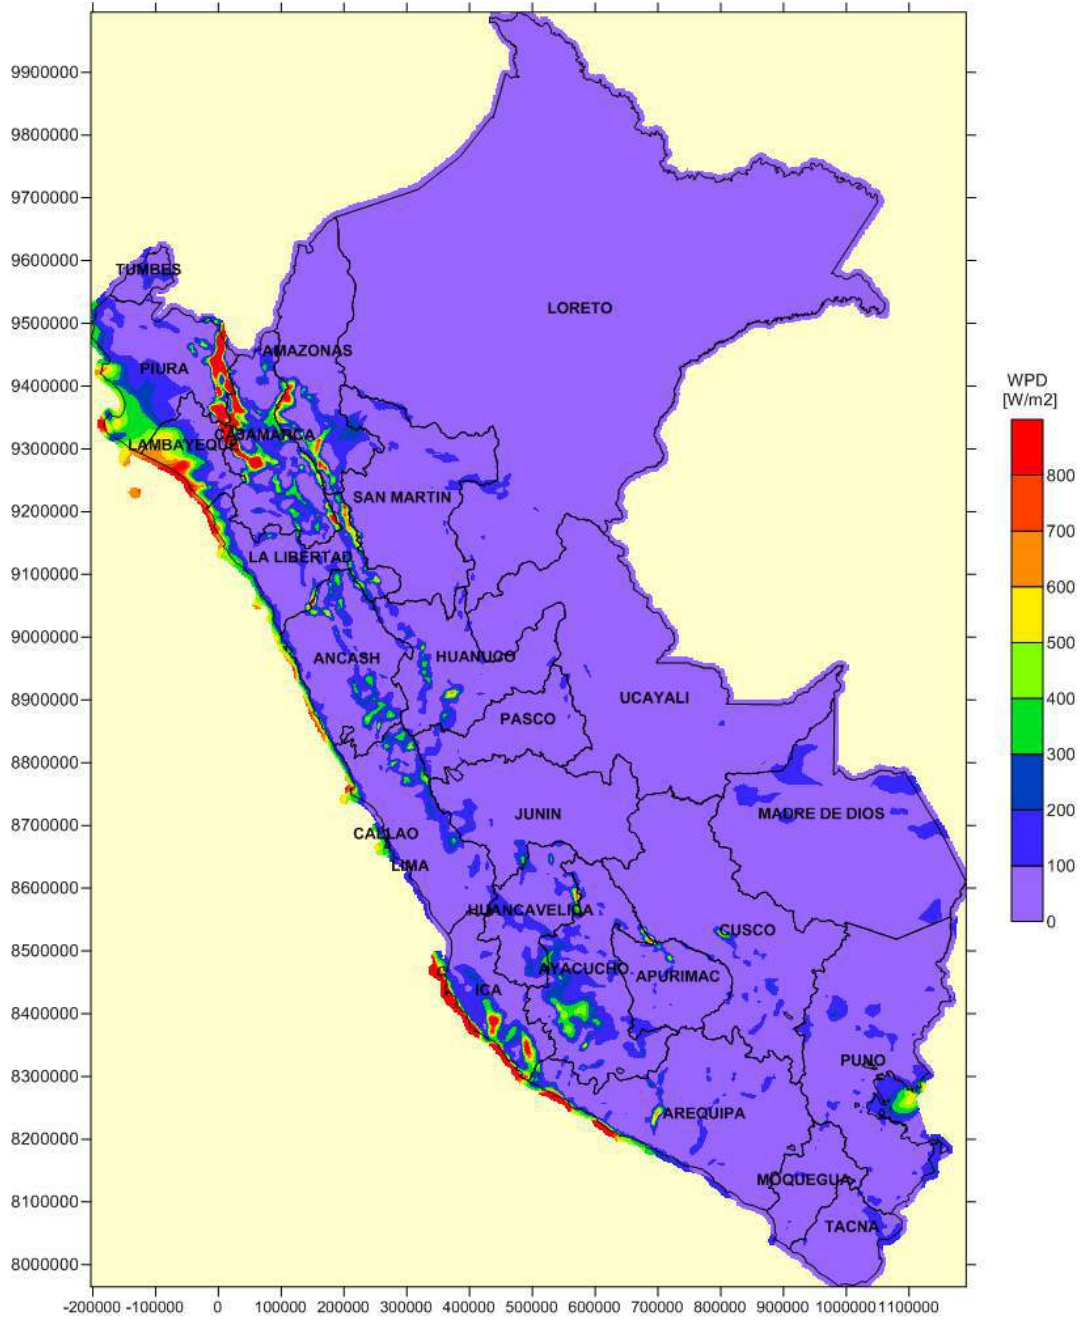 9900000
9800000
9700000
9600000
9500000
9400000
9300000
9200000
9100000
9000000
8900000
8800000
8700000
8600000
8500000
8400000
8300000
8200000
8100000
8000000
-200000 -100000 0 100000 200000 300000 400000 500000 600000 700000 800000 900000 1000000 1100000
TUMBES
LORETO
AMAZONAS
PIURA
CAJAMARCA
LAMBAYEQUE
SAN MARTIN
LA LIBERTAD
ANCASH
HUANUCO
UCAYALI
PASCO
JUNIN
MADRE DE DIOS
CALLAO
LIMA
HUANCAVELICA
CUSCO
AYACUCHO
APURIMAC
ICA
PUNO
AREQUIPA
MOQUEGUA
TACNA
WPD
[W/m2]
800
700
600
500
400
300
200
100
0